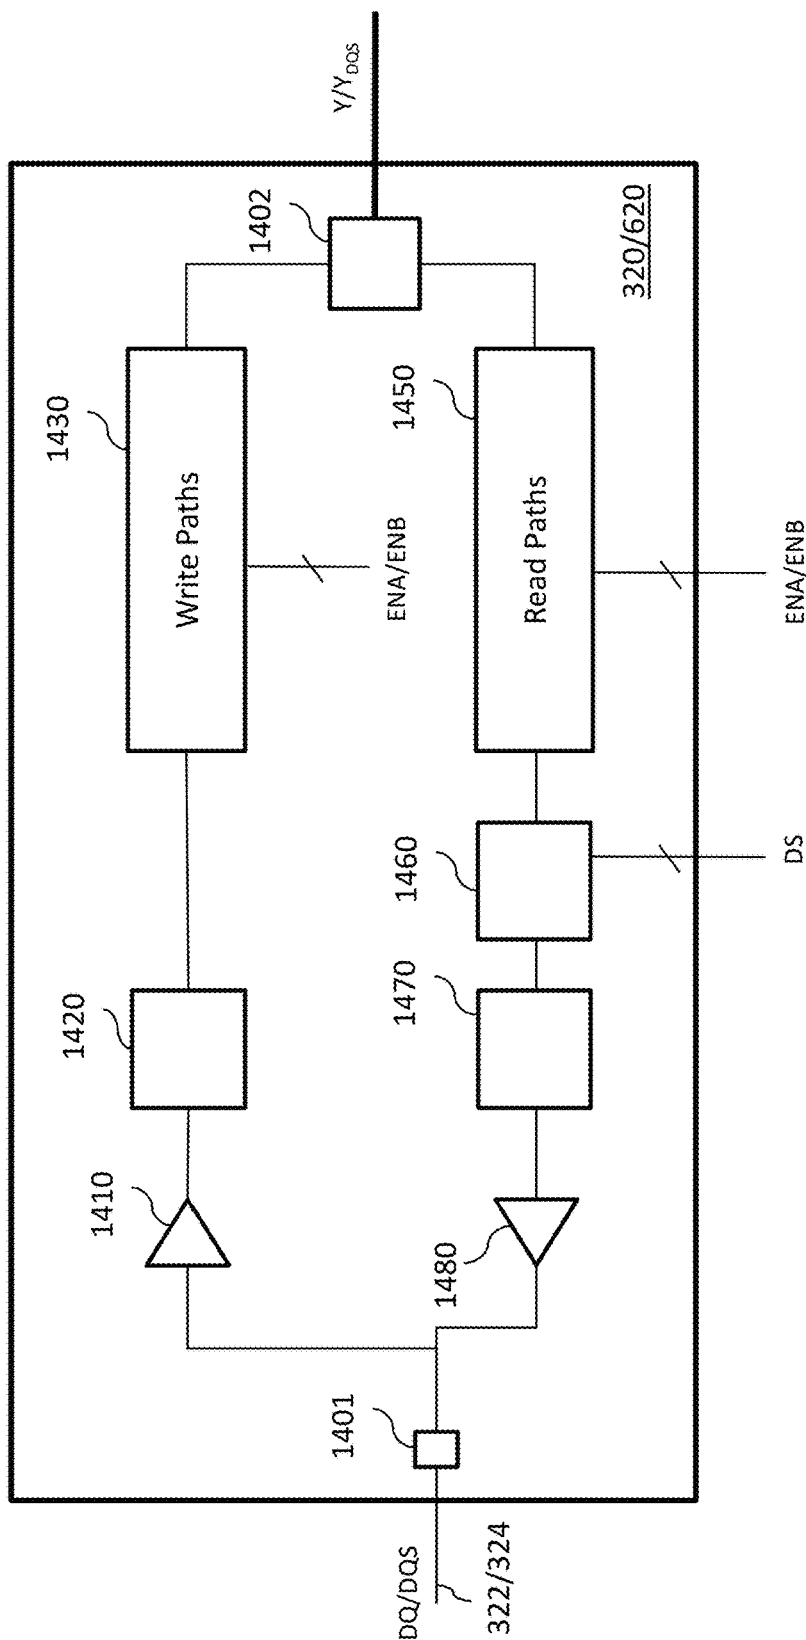 Y/YDQS
1402
320/620
1430
Write Paths
ENA/ENB
1450
Read Paths
ENA/ENB
1460
DS
1420
1470
1410
1480
1401
DQ/DQS
322/324